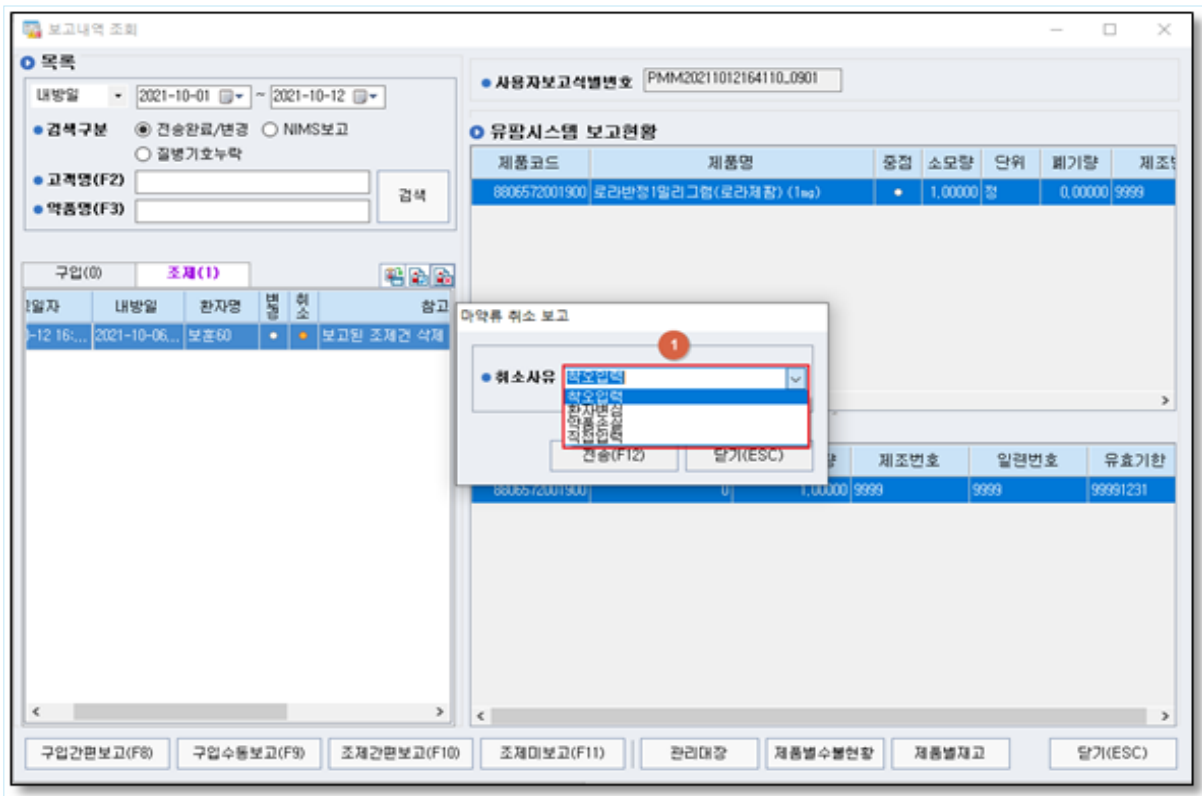 보고내역 조회
목록
내방일 2021-10-01 ~ 2021-10-12
검색구분 전송완료/변경 NIMS보고
질병기호누락
고객명(F2)
약품명(F3)
검색
구입(0) 조제(1)
일자 내방일 환자명 변경 취소 참고
-12 16:... 2021-10-06... 보훈60 보고된 조제건 삭제
사용자보고식별번호 PMM20211012164110_0901
유팜시스템 보고현황
제품코드 제품명 중점 소모량 단위 폐기량 제조
8806572001900 로라반정1밀리그램(로라제팜) (1mg) 1,00000 정 0,00000 9999
마약류 취소 보고
1
취소사유 착오입력
착오입력
환자변심
약품손실
직접입력
전송(F12) 닫기(ESC)
제조번호 일련번호 유효기한
8806572001900 0 1,00000 9999 9999 99991231
구입간편보고(F8) 구입수동보고(F9) 조제간편보고(F10) 조제미보고(F11) 관리대장 제품별수불현황 제품별재고 닫기(ESC)